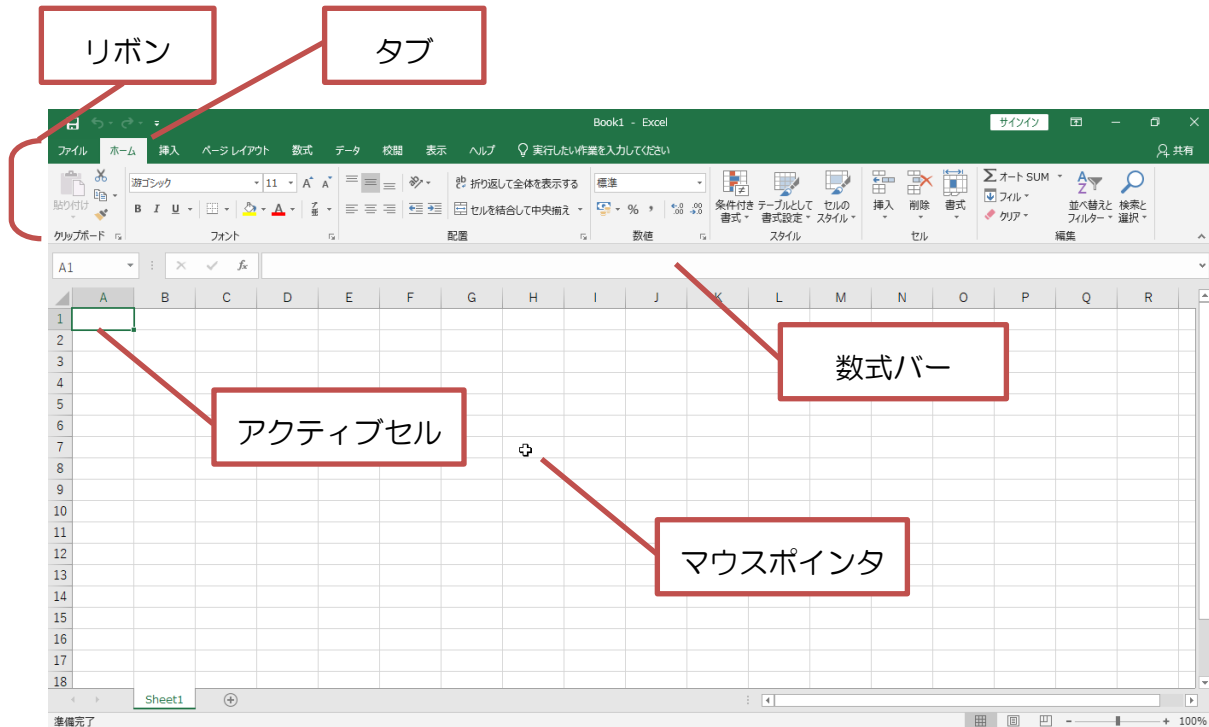 リボン
タブ
Book1 - Excel
サインイン
ファイル ホーム 挿入 ページ レイアウト 数式 データ 校閲 表示 ヘルプ 実行したい作業を入力してください 共有
貼り付け
クリップボード
游ゴシック 11
B I U
フォント
折り返して全体を表示する
セルを結合して中央揃え
配置
標準
数値
条件付き書式
テーブルとして書式設定
セルのスタイル
スタイル
挿入 削除 書式
セル
オート SUM
フィル
クリア
並べ替えとフィルター
検索と選択
編集
A1 fx
A B C D E F G H I J K L M N O P Q R
1
2
3
4
5
6
7
8
9
10
11
12
13
14
15
16
17
18
数式バー
アクティブセル
マウスポインタ
Sheet1
準備完了 100%